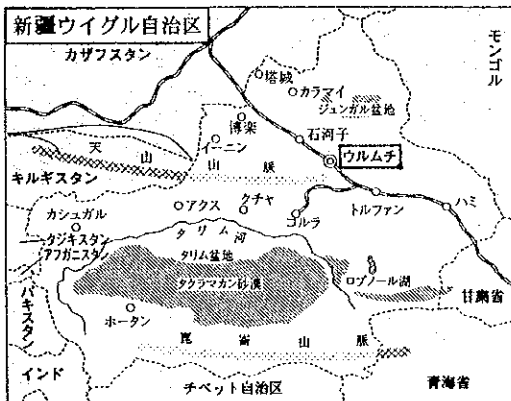 新疆ウイグル自治区
カザフスタン
モンゴル
塔城
カラマイ
ジュンガル盆地
博楽
石河子
イーニン
ウルムチ
天山山脈
キルギスタン
カシュガル
アクス
クチャ
コルラ
トルファン
ハミ
タリム河
タジキスタン
アフガニスタン
タリム盆地
タクラマカン砂漠
ロプノール湖
甘粛省
パキスタン
ホータン
崑崙山脈
インド
チベット自治区
青海省